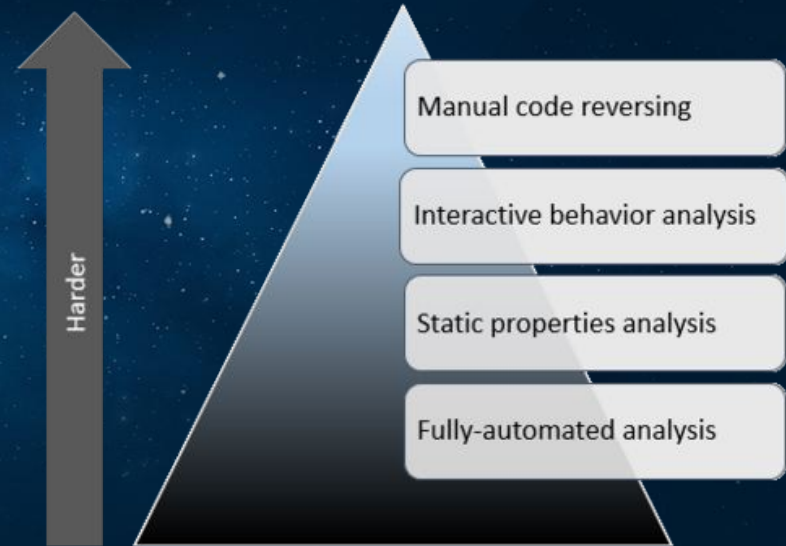 Harder
Manual code reversing
Interactive behavior analysis
Static properties analysis
Fully-automated analysis